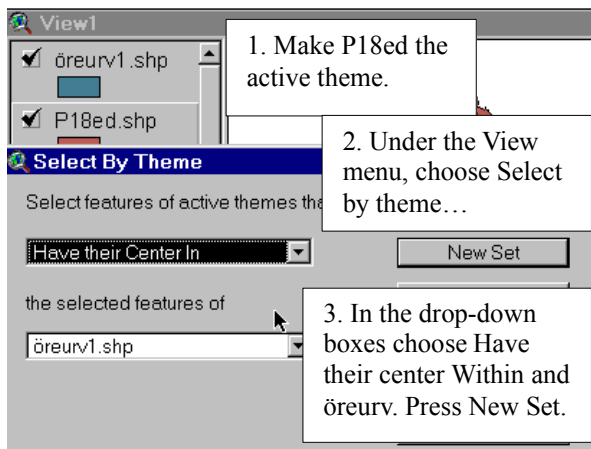 View1
öreurv1.shp
P18ed.shp
1. Make P18ed the
active theme.
2. Under the View
menu, choose Select
by theme…
Select By Theme
Select features of active themes tha
Have their Center In
New Set
the selected features of
öreurv1.shp
3. In the drop-down
boxes choose Have
their center Within and
öreurv. Press New Set.